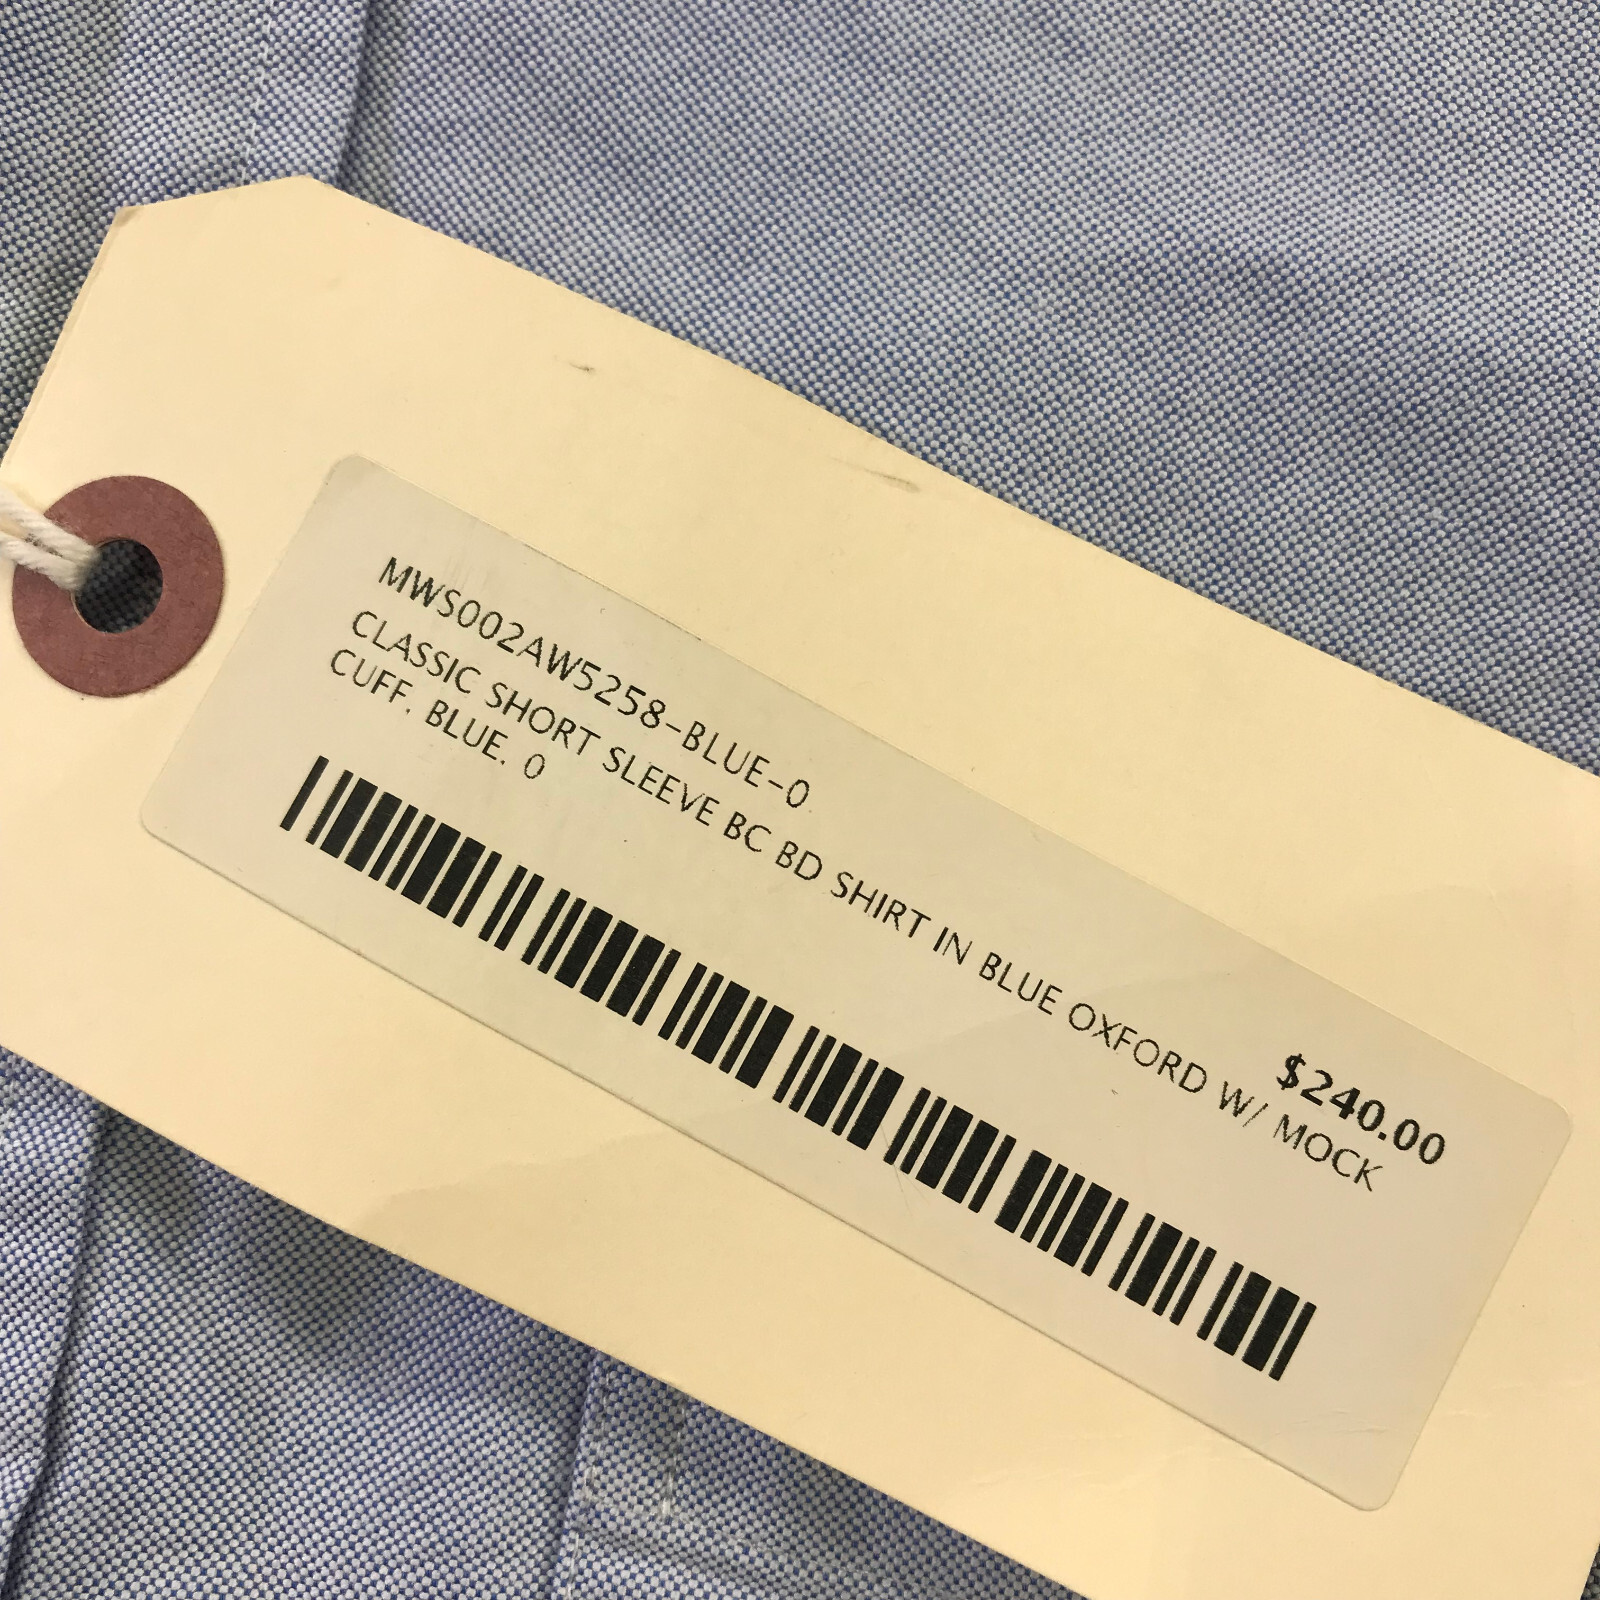 MWS002AW5258-BLUE-0
$240.00
CLASSIC SHORT SLEEVE BC BD SHIRT IN BLUE OXFORD W/ MOCK
CUFF. BLUE. 0